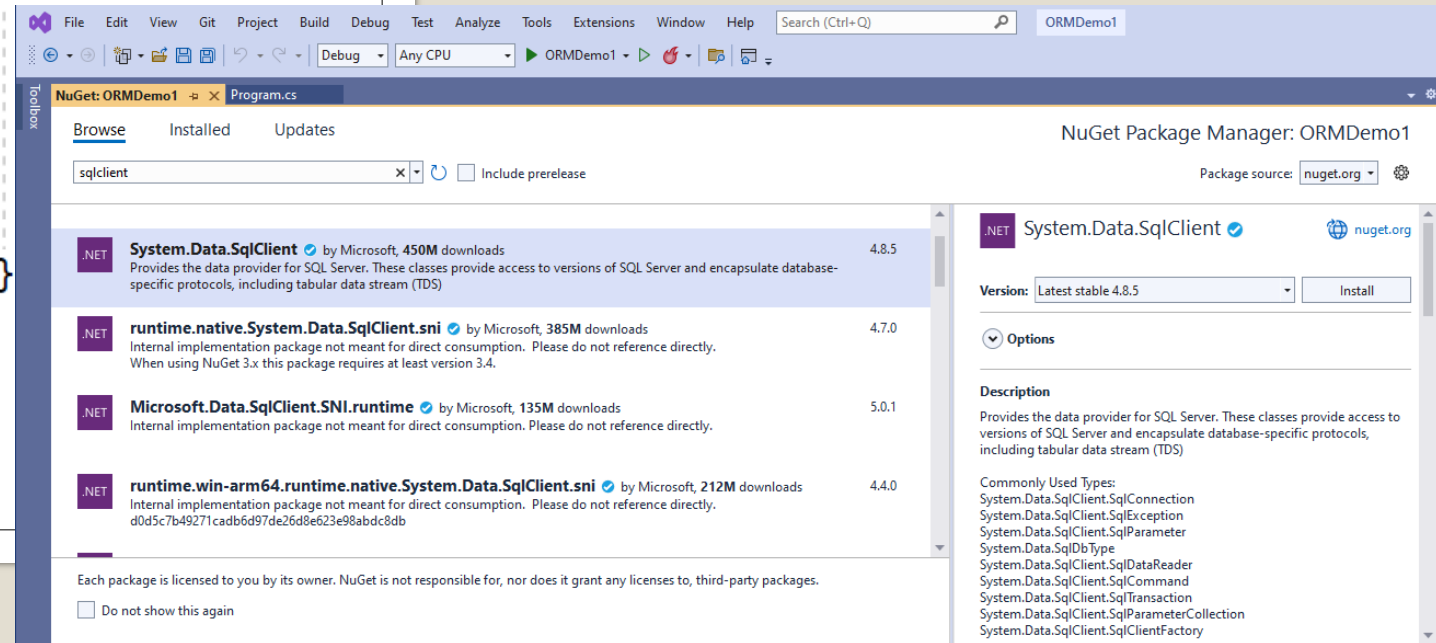 File Edit View Git Project Build Debug Test Analyze Tools Extensions Window Help Search (Ctrl+Q) ORMDemo1
Debug Any CPU ORMDemo1
Toolbox
NuGet: ORMDemo1 Program.cs
Browse Installed Updates
NuGet Package Manager: ORMDemo1
sqlclient
Include prerelease
Package source: nuget.org
}
.NET System.Data.SqlClient by Microsoft, 450M downloads 4.8.5
Provides the data provider for SQL Server. These classes provide access to versions of SQL Server and encapsulate database-
specific protocols, including tabular data stream (TDS)
.NET runtime.native.System.Data.SqlClient.sni by Microsoft, 385M downloads 4.7.0
Internal implementation package not meant for direct consumption. Please do not reference directly.
When using NuGet 3.x this package requires at least version 3.4.
.NET Microsoft.Data.SqlClient.SNI.runtime by Microsoft, 135M downloads 5.0.1
Internal implementation package not meant for direct consumption. Please do not reference directly.
.NET runtime.win-arm64.runtime.native.System.Data.SqlClient.sni by Microsoft, 212M downloads 4.4.0
Internal implementation package not meant for direct consumption. Please do not reference directly.
d0d5c7b49271cadb6d97de26d8e623e98abdc8db
Each package is licensed to you by its owner. NuGet is not responsible for, nor does it grant any licenses to, third-party packages.
Do not show this again
.NET System.Data.SqlClient nuget.org
Version: Latest stable 4.8.5 Install
Options
Description
Provides the data provider for SQL Server. These classes provide access to
versions of SQL Server and encapsulate database-specific protocols,
including tabular data stream (TDS)
Commonly Used Types:
System.Data.SqlClient.SqlConnection
System.Data.SqlClient.SqlException
System.Data.SqlClient.SqlParameter
System.Data.SqlDbType
System.Data.SqlClient.SqlDataReader
System.Data.SqlClient.SqlCommand
System.Data.SqlClient.SqlTransaction
System.Data.SqlClient.SqlParameterCollection
System.Data.SqlClient.SqlClientFactory